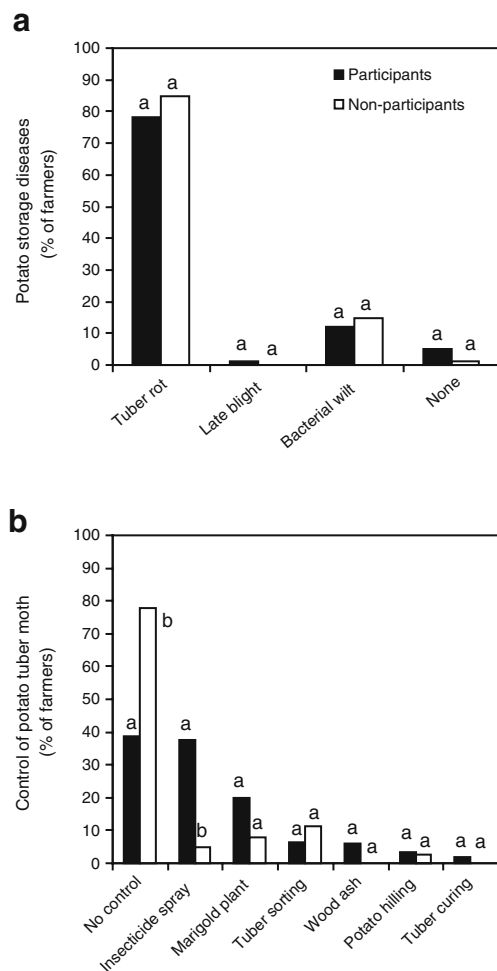 a
Potato storage diseases
(% of farmers)
100
90
80
70
60
50
40
30
20
10
0
Participants
Non-participants
a a
a a
a a
a a
Tuber rot
Late blight
Bacterial wilt
None
b
Control of potato tuber moth
(% of farmers)
100
90
80
70
60
50
40
30
20
10
0
a b
a b
a a
a a
a a
a a
a a
No control
Insecticide spray
Marigold plant
Tuber sorting
Wood ash
Potato hilling
Tuber curing